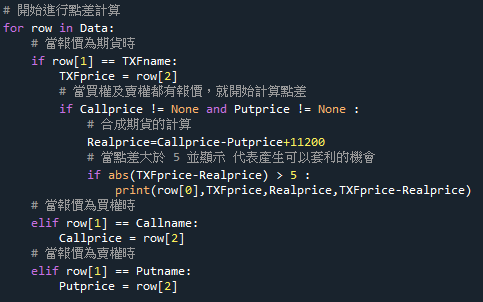 # 開始進行點差計算
for row in Data:
    # 當報價為期貨時
    if row[1] == TXFname:
        TXFprice = row[2]
        # 當買權及賣權都有報價，就開始計算點差
        if Callprice != None and Putprice != None :
            # 合成期貨的計算
            Realprice=Callprice-Putprice+11200
            # 當點差大於 5 並顯示 代表產生可以套利的機會
            if abs(TXFprice-Realprice) > 5 :
                print(row[0],TXFprice,Realprice,TXFprice-Realprice)
    # 當報價為買權時
    elif row[1] == Callname:
        Callprice = row[2]
    # 當報價為賣權時
    elif row[1] == Putname:
        Putprice = row[2]